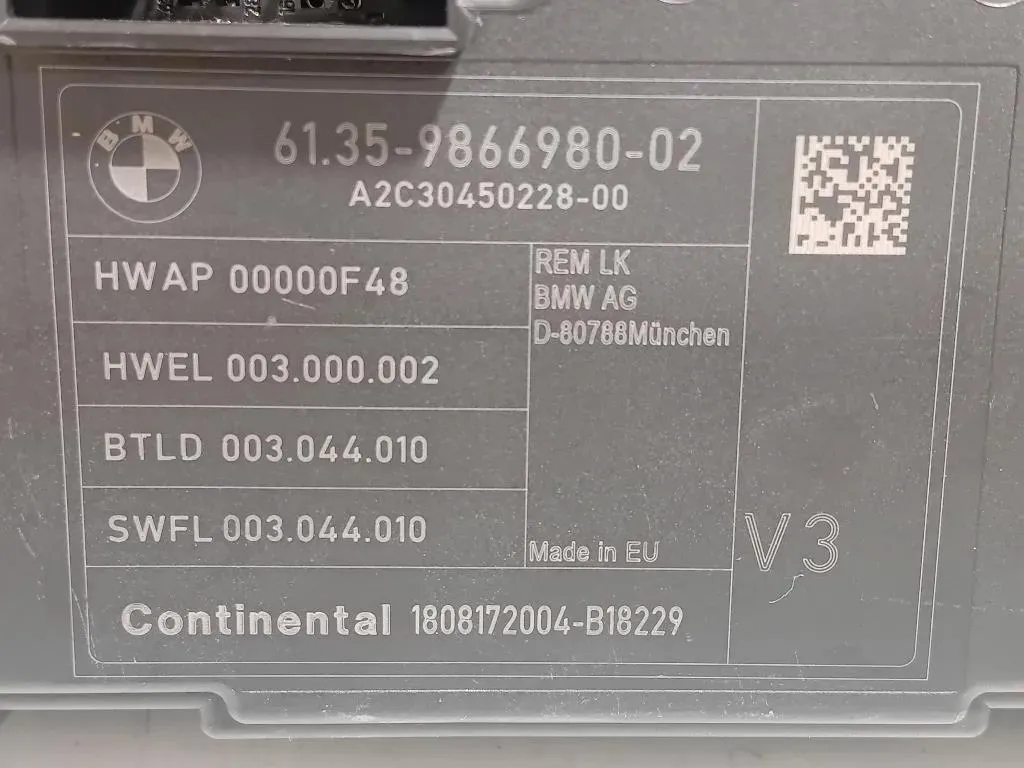 BMW
61.35-9866980-02
A2C30450228-00
HWAP 00000F48
HWEL 003.000.002
BTLD 003.044.010
SWFL 003.044.010
REM LK
BMW AG
D-80788München
Made in EU
V3
Continental 1808172004-B18229